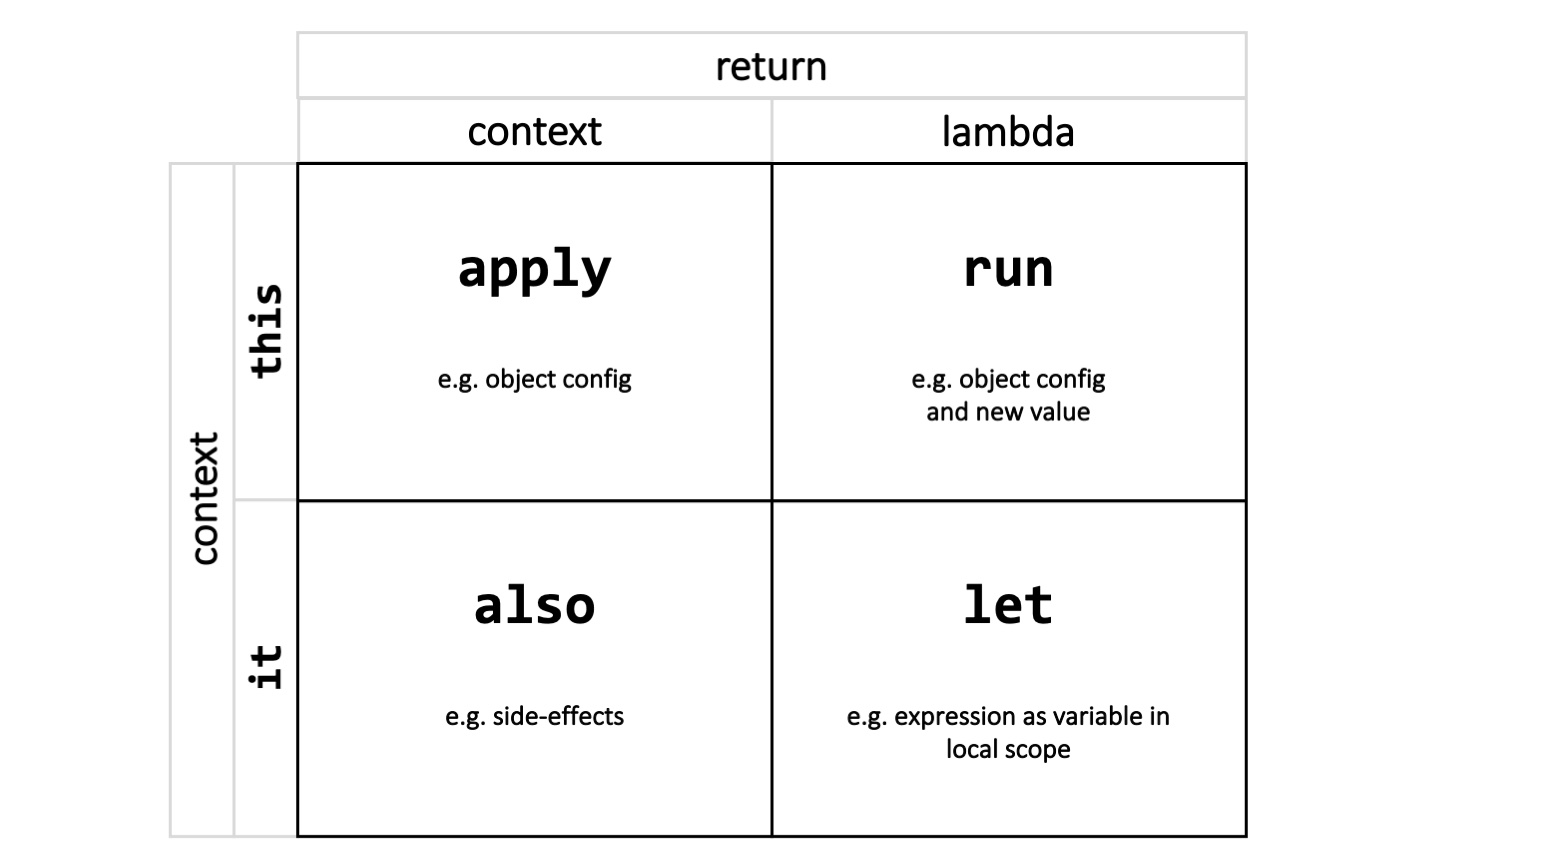 return
context
lambda
context
this
apply
run
e.g. object config
e.g. object config
and new value
it
also
let
e.g. side-effects
e.g. expression as variable in
local scope